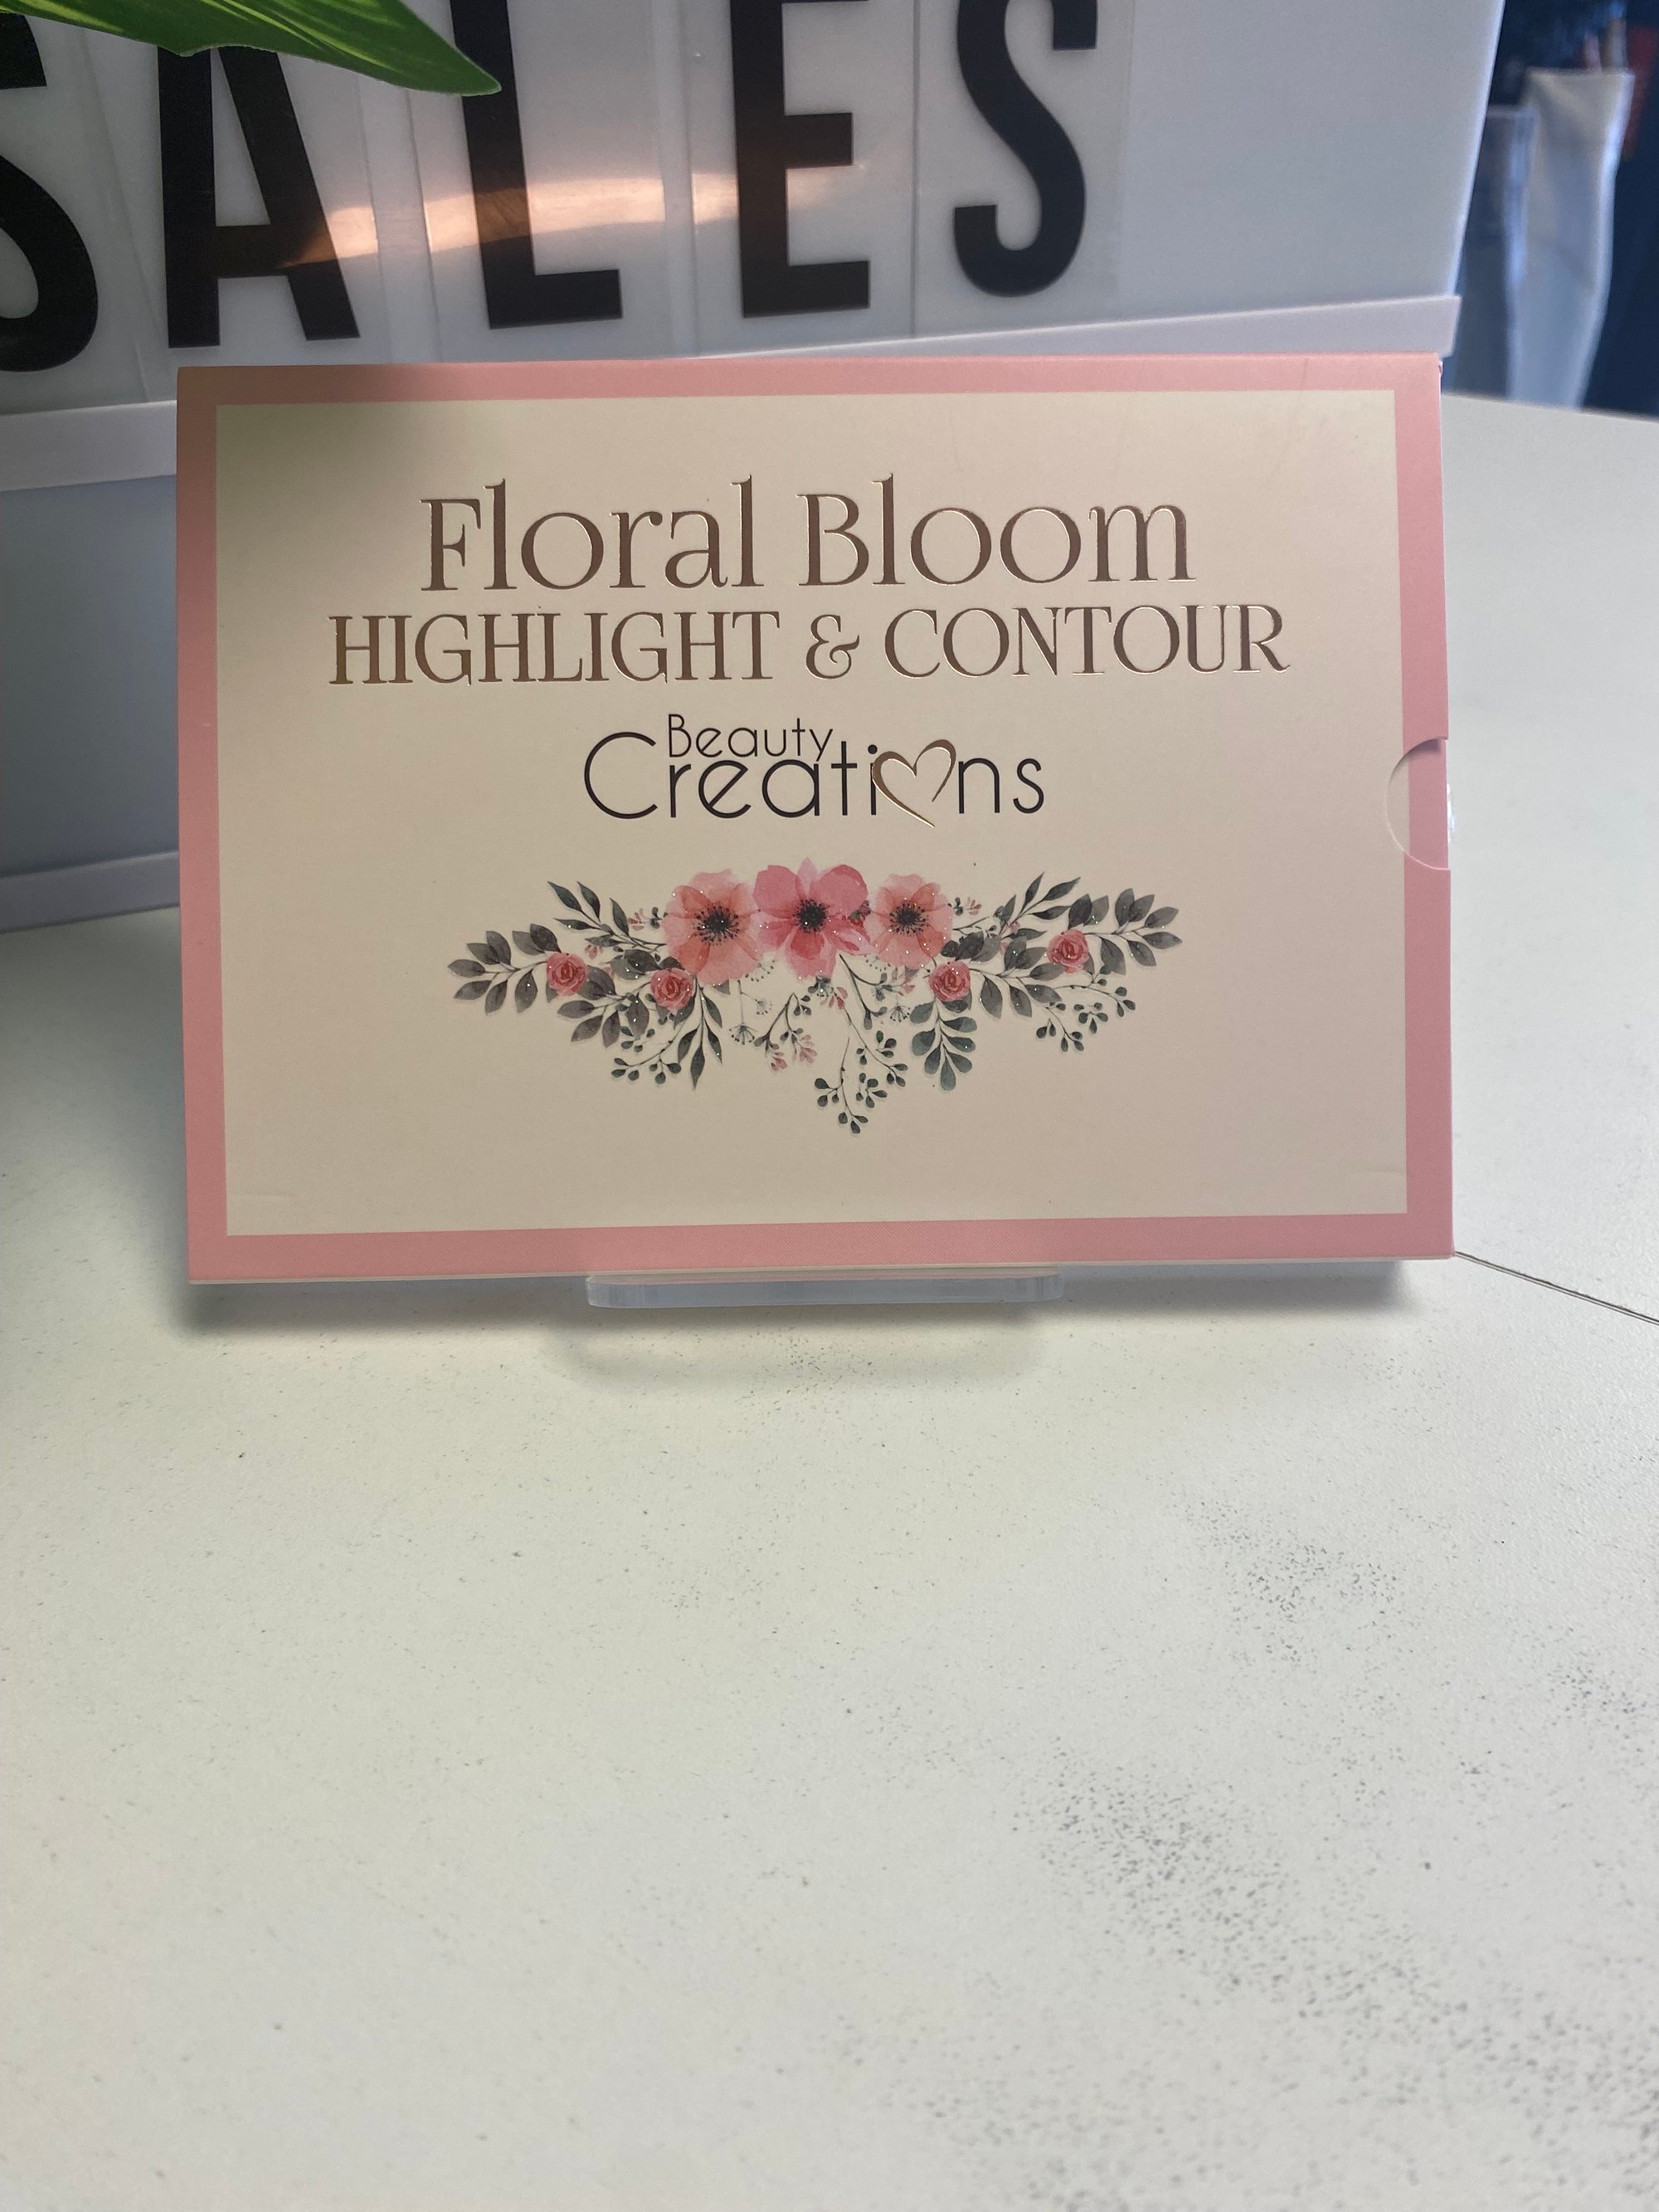 SALES
Floral Bloom
HIGHLIGHT & CONTOUR
Beauty
Creations